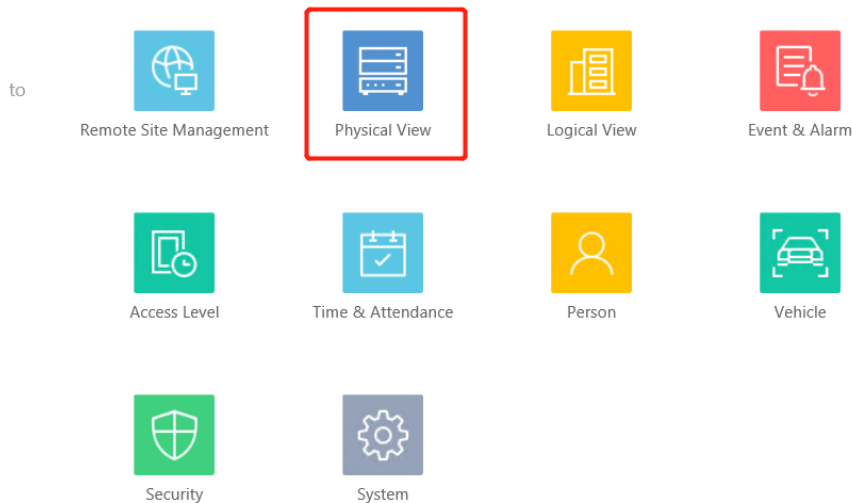 to
Remote Site Management
Physical View
Logical View
Event & Alarm
Access Level
Time & Attendance
Person
Vehicle
Security
System